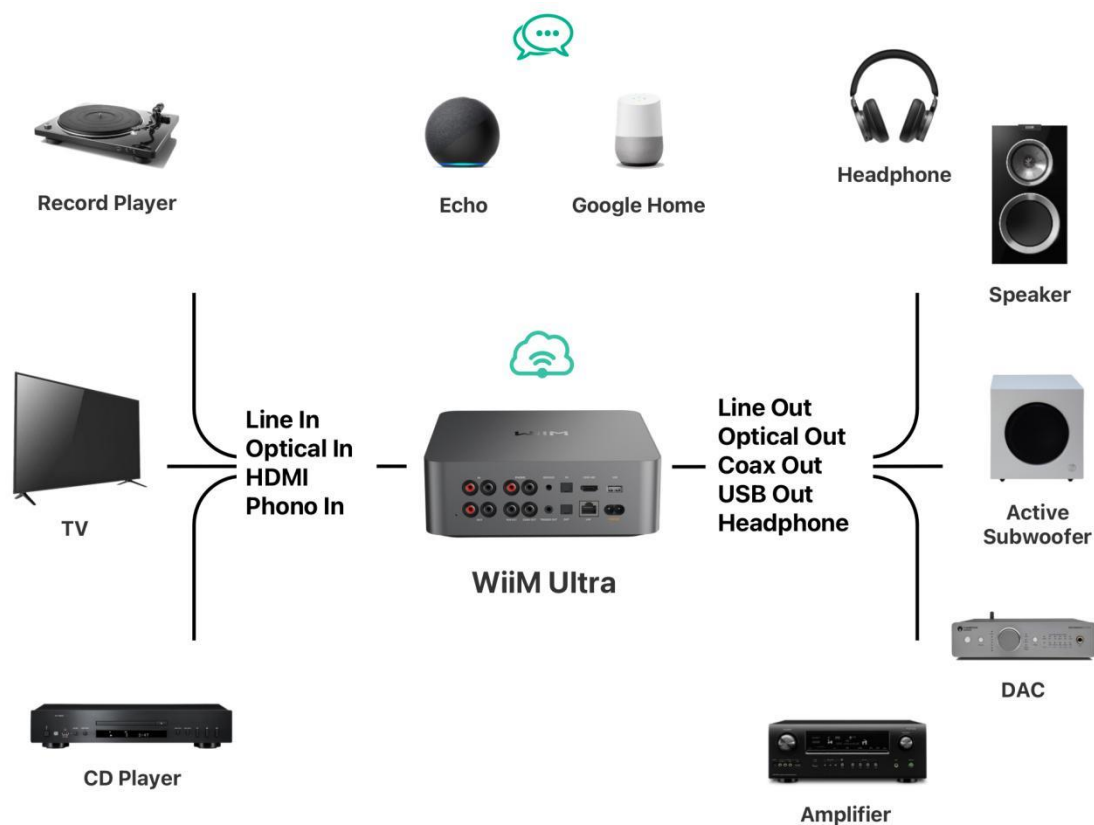 Record Player
Echo
Google Home
Headphone
Speaker
TV
Line In
Optical In
HDMI
Phono In
WiiM
WiiM Ultra
Line Out
Optical Out
Coax Out
USB Out
Headphone
Active
Subwoofer
DAC
CD Player
Amplifier